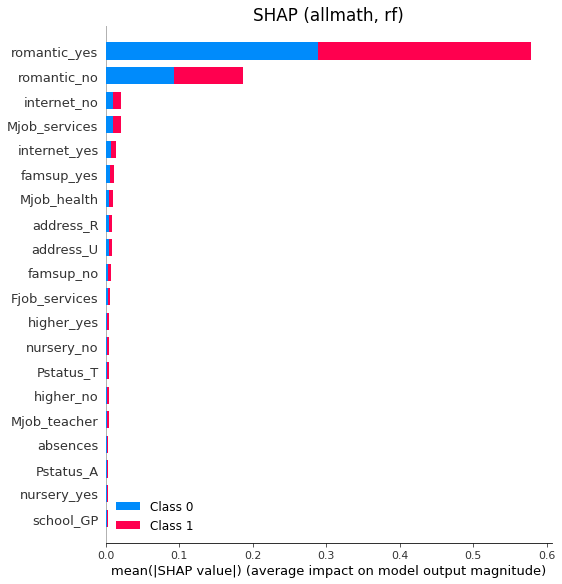 SHAP (allmath, rf)
romantic_yes
romantic_no
internet_no
Mjob_services
internet_yes
famsup_yes
Mjob_health
address_R
address_U
famsup_no
Fjob_services
higher_yes
nursery_no
Pstatus_T
higher_no
Mjob_teacher
absences
Pstatus_A
nursery_yes
school_GP
Class 0
Class 1
0.0 0.1 0.2 0.3 0.4 0.5 0.6
mean(|SHAP value|) (average impact on model output magnitude)